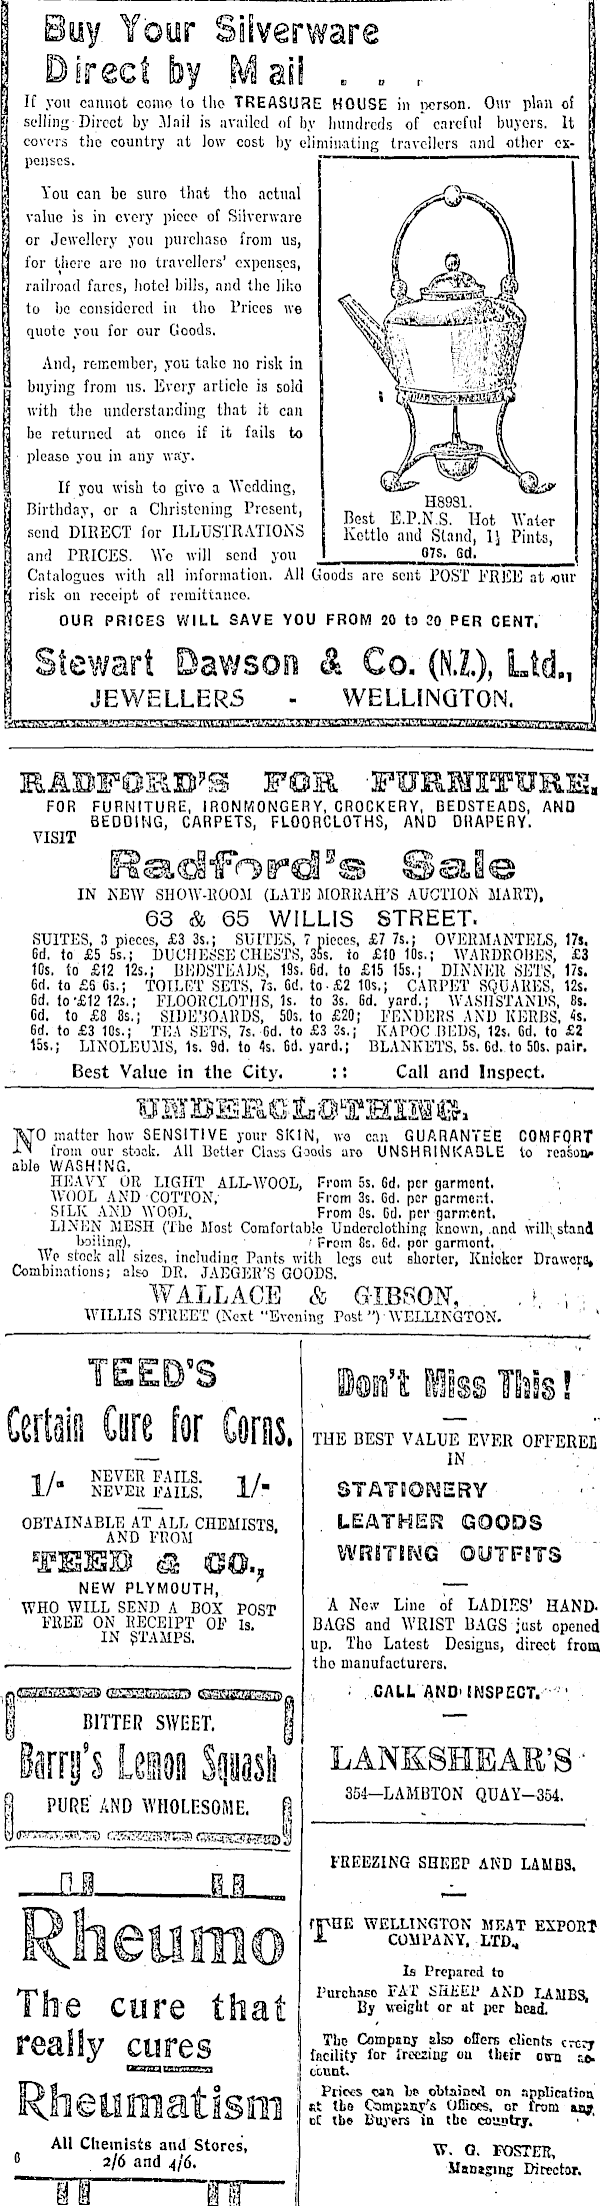 Buy Your Silverware
Direct by Mail . . .
If you cannot come to the TREASURE HOUSE in person. Our plan of
selling Direct by Mail is availed of by hundreds of careful buyers. It
covers the country at low cost by eliminating travellers and other ex-
penses.
You can be sure that the actual
value is in every piece of Silverware
or Jewellery you purchase from us,
for there are no travellers' expenses,
railroad fares, hotel bills, and the like
to be considered in the Prices we
quote you for our Goods.
And, remember, you take no risk in
buying from us. Every article is sold
with the understanding that it can
be returned at once if it fails to
please you in any way.
If you wish to give a Wedding,
Birthday, or a Christening Present,
send DIRECT for ILLUSTRATIONS
and PRICES. We will send you
Catalogues with all information. All Goods are sent POST FREE at our
risk on receipt of remittance.
H8981.
Best E.P.N.S. Hot Water
Kettle and Stand, 1½ Pints,
67s. 6d.
OUR PRICES WILL SAVE YOU FROM 20 to 30 PER CENT.
Stewart Dawson & Co. (N.Z.), Ltd.,
JEWELLERS - WELLINGTON.
RADFORD'S FOR FURNITURE.
FOR FURNITURE, IRONMONGERY, CROCKERY, BEDSTEADS, AND
BEDDING, CARPETS, FLOORCLOTHS, AND DRAPERY.
VISIT
Radford's Sale
IN NEW SHOW-ROOM (LATE MORRAH'S AUCTION MART),
63 & 65 WILLIS STREET.
SUITES, 3 pieces, £3 3s.; SUITES, 7 pieces, £7 7s.; OVERMANTELS, 17s.
6d. to £5 5s.; DUCHESSE CHESTS, 35s. to £10 10s.; WARDROBES, £3
10s. to £12 12s.; BEDSTEADS, 19s. 6d. to £15 15s.; DINNER SETS, 17s.
6d. to £6 6s.; TOILET SETS, 7s. 6d. to £2 10s.; CARPET SQUARES, 12s.
6d. to £12 12s.; FLOORCLOTHS, 1s. to 3s. 6d. yard.; WASHSTANDS, 8s.
6d. to £8 8s.; SIDEBOARDS, 50s. to £20; FENDERS AND KERBS, 4s.
6d. to £3 10s.; TEA SETS, 7s. 6d. to £3 3s.; KAPOC BEDS, 12s. 6d. to £2
15s.; LINOLEUMS, 1s. 9d. to 4s. 6d. yard.; BLANKETS, 5s. 6d. to 50s. pair.
Best Value in the City. :: Call and Inspect.
UNDERCLOTHING.
NO matter how SENSITIVE your SKIN, we can GUARANTEE COMFORT
from our stock. All Better Class Goods are UNSHRINKABLE to reason-
able WASHING.
HEAVY OR LIGHT ALL-WOOL, From 5s. 6d. per garment.
WOOL AND COTTON, From 3s. 6d. per garment.
SILK AND WOOL, From 8s. 6d. per garment.
LINEN MESH (The Most Comfortable Underclothing known, and will stand
boiling), From 8s. 6d. per garment.
We stock all sizes, including Pants with legs cut shorter, Knicker Drawers,
Combinations; also DR. JAEGER'S GOODS.
WALLACE & GIBSON,
WILLIS STREET (Next "Evening Post") WELLINGTON.
TEED'S
Certain Cure for Corns.
1/- NEVER FAILS. 1/-
NEVER FAILS.
OBTAINABLE AT ALL CHEMISTS,
AND FROM
TEED & CO.,
NEW PLYMOUTH,
WHO WILL SEND A BOX POST
FREE ON RECEIPT OF 1s.
IN STAMPS.
BITTER SWEET.
Barry's Lemon Squash
PURE AND WHOLESOME.
Rheumo
The cure that
really cures
Rheumatism
All Chemists and Stores,
6 2/6 and 4/6.
Don't Miss This!
THE BEST VALUE EVER OFFERED
IN
STATIONERY
LEATHER GOODS
WRITING OUTFITS
A New Line of LADIES' HAND-
BAGS and WRIST BAGS just opened
up. The Latest Designs, direct from
the manufacturers.
CALL AND INSPECT.
LANKSHEAR'S
354—LAMBTON QUAY—354.
FREEZING SHEEP AND LAMBS.
THE WELLINGTON MEAT EXPORT
COMPANY, LTD.,
Is Prepared to
Purchase FAT SHEEP AND LAMBS,
By weight or at per head.
The Company also offers clients every
facility for freezing on their own ac-
count.
Prices can be obtained on application
at the Company's Offices, or from any
of the Buyers in the country.
W. G. FOSTER,
Managing Director.